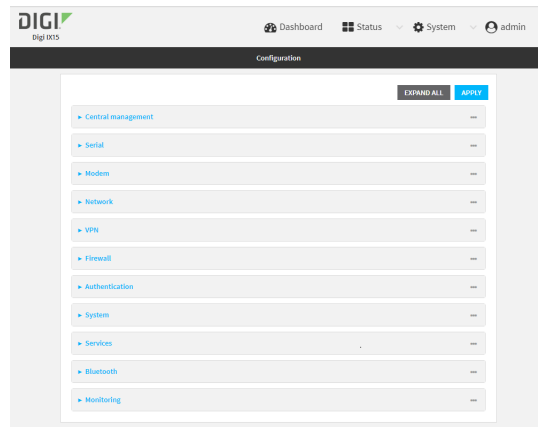 DIGI
Digi IX15
Dashboard Status System admin
Configuration
EXPAND ALL APPLY
Central management
Serial
Modem
Network
VPN
Firewall
Authentication
System
Services
Bluetooth
Monitoring